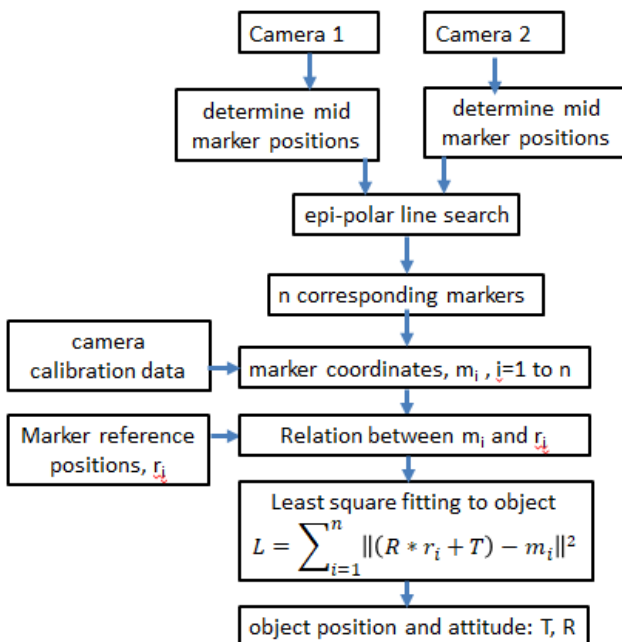 Camera 1
Camera 2
determine mid
marker positions
determine mid
marker positions
epi-polar line search
n corresponding markers
camera
calibration data
marker coordinates, mᵢ , i=1 to n
Marker reference
positions, rᵢ
Relation between mᵢ and rᵢ
Least square fitting to object
L = ∑ⁿᵢ₌₁ ‖(R * rᵢ + T) − mᵢ‖²
object position and attitude: T, R